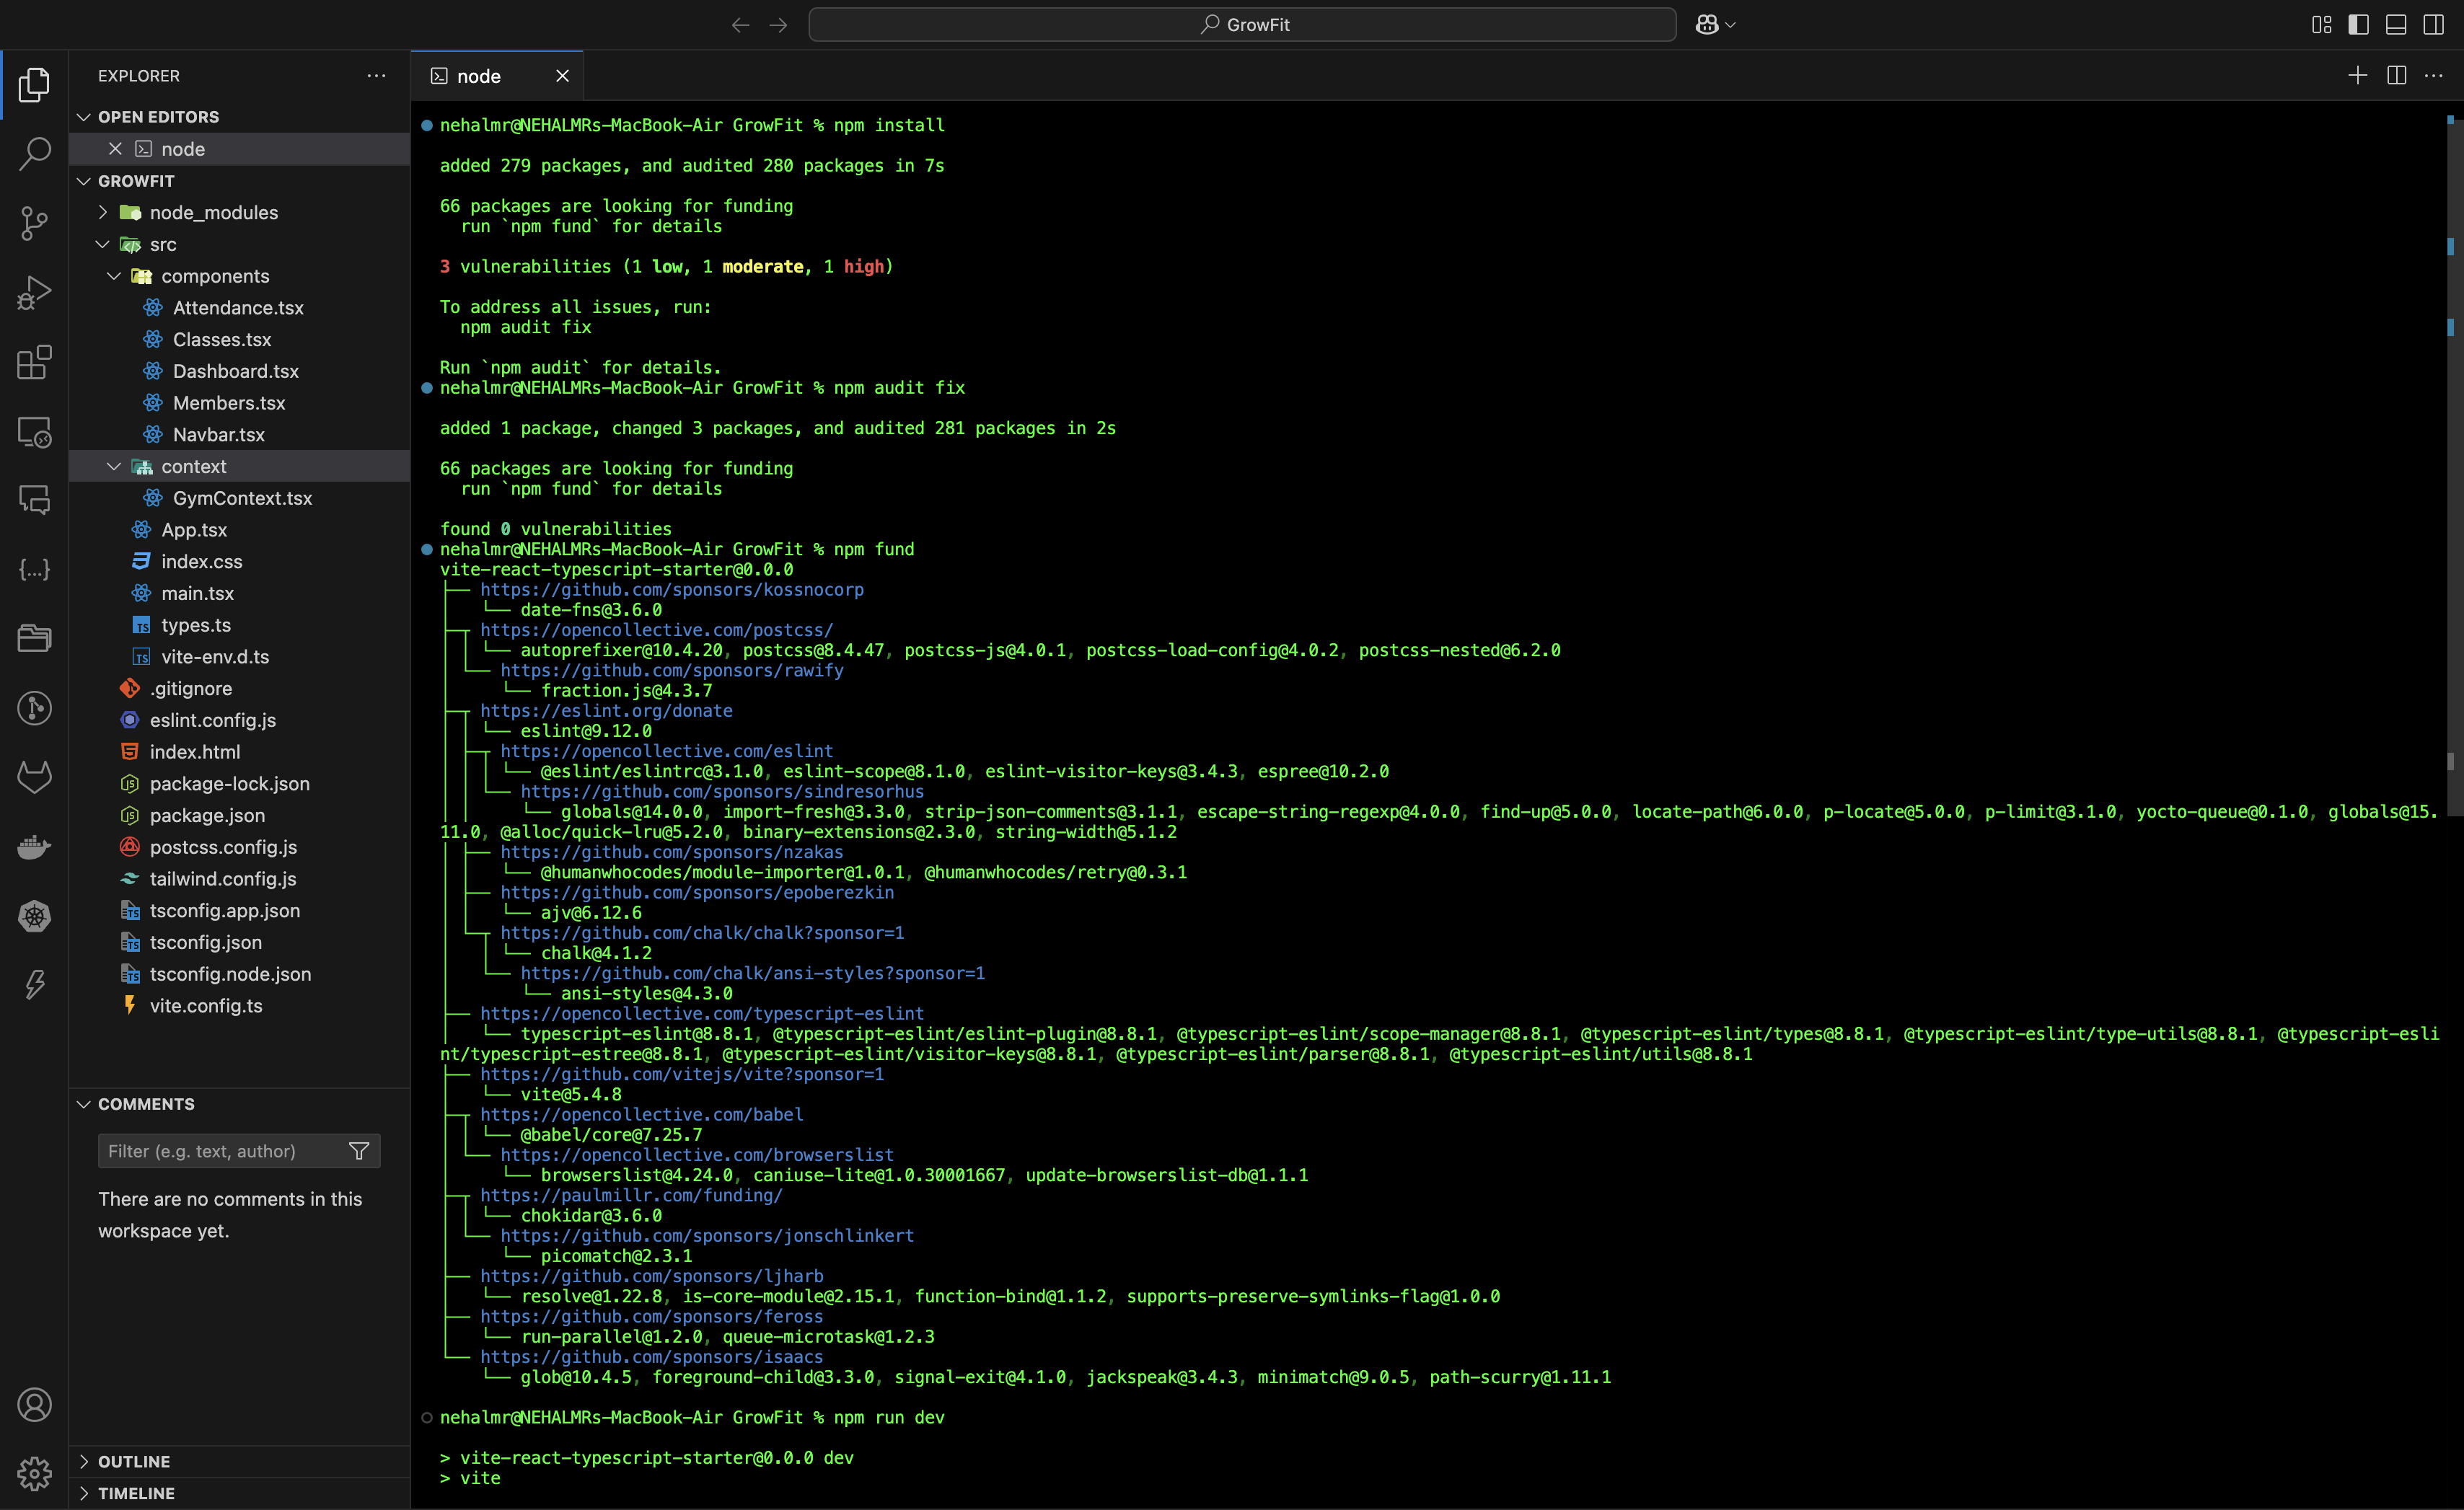 GrowFit
EXPLORER
OPEN EDITORS
node
GROWFIT
node_modules
src
components
Attendance.tsx
Classes.tsx
Dashboard.tsx
Members.tsx
Navbar.tsx
context
GymContext.tsx
App.tsx
index.css
main.tsx
types.ts
vite-env.d.ts
.gitignore
eslint.config.js
index.html
package-lock.json
package.json
postcss.config.js
tailwind.config.js
tsconfig.app.json
tsconfig.json
tsconfig.node.json
vite.config.ts
COMMENTS
Filter (e.g. text, author)
There are no comments in this
workspace yet.
OUTLINE
TIMELINE
node
nehalmr@NEHALMRs-MacBook-Air GrowFit % npm install
added 279 packages, and audited 280 packages in 7s
66 packages are looking for funding
run `npm fund` for details
3 vulnerabilities (1 low, 1 moderate, 1 high)
To address all issues, run:
npm audit fix
Run `npm audit` for details.
nehalmr@NEHALMRs-MacBook-Air GrowFit % npm audit fix
added 1 package, changed 3 packages, and audited 281 packages in 2s
66 packages are looking for funding
run `npm fund` for details
found 0 vulnerabilities
nehalmr@NEHALMRs-MacBook-Air GrowFit % npm fund
vite-react-typescript-starter@0.0.0
├── https://github.com/sponsors/kossnocorp
│ └── date-fns@3.6.0
├─┬ https://opencollective.com/postcss/
│ │ └── autoprefixer@10.4.20, postcss@8.4.47, postcss-js@4.0.1, postcss-load-config@4.0.2, postcss-nested@6.2.0
│ └── https://github.com/sponsors/rawify
│ └── fraction.js@4.3.7
├─┬ https://eslint.org/donate
│ │ └── eslint@9.12.0
│ ├─┬ https://opencollective.com/eslint
│ │ │ └── @eslint/eslintrc@3.1.0, eslint-scope@8.1.0, eslint-visitor-keys@3.4.3, espree@10.2.0
│ │ └── https://github.com/sponsors/sindresorhus
│ │ └── globals@14.0.0, import-fresh@3.3.0, strip-json-comments@3.1.1, escape-string-regexp@4.0.0, find-up@5.0.0, locate-path@6.0.0, p-locate@5.0.0, p-limit@3.1.0, yocto-queue@0.1.0, globals@15.
11.0, @alloc/quick-lru@5.2.0, binary-extensions@2.3.0, string-width@5.1.2
│ ├── https://github.com/sponsors/nzakas
│ │ └── @humanwhocodes/module-importer@1.0.1, @humanwhocodes/retry@0.3.1
│ ├── https://github.com/sponsors/epoberezkin
│ │ └── ajv@6.12.6
│ └─┬ https://github.com/chalk/chalk?sponsor=1
│ │ └── chalk@4.1.2
│ └── https://github.com/chalk/ansi-styles?sponsor=1
│ └── ansi-styles@4.3.0
├── https://opencollective.com/typescript-eslint
│ └── typescript-eslint@8.8.1, @typescript-eslint/eslint-plugin@8.8.1, @typescript-eslint/scope-manager@8.8.1, @typescript-eslint/types@8.8.1, @typescript-eslint/type-utils@8.8.1, @typescript-esli
nt/typescript-estree@8.8.1, @typescript-eslint/visitor-keys@8.8.1, @typescript-eslint/parser@8.8.1, @typescript-eslint/utils@8.8.1
├── https://github.com/vitejs/vite?sponsor=1
│ └── vite@5.4.8
├─┬ https://opencollective.com/babel
│ │ └── @babel/core@7.25.7
│ └── https://opencollective.com/browserslist
│ └── browserslist@4.24.0, caniuse-lite@1.0.30001667, update-browserslist-db@1.1.1
├─┬ https://paulmillr.com/funding/
│ │ └── chokidar@3.6.0
│ └── https://github.com/sponsors/jonschlinkert
│ └── picomatch@2.3.1
├── https://github.com/sponsors/ljharb
│ └── resolve@1.22.8, is-core-module@2.15.1, function-bind@1.1.2, supports-preserve-symlinks-flag@1.0.0
├── https://github.com/sponsors/feross
│ └── run-parallel@1.2.0, queue-microtask@1.2.3
└── https://github.com/sponsors/isaacs
└── glob@10.4.5, foreground-child@3.3.0, signal-exit@4.1.0, jackspeak@3.4.3, minimatch@9.0.5, path-scurry@1.11.1
nehalmr@NEHALMRs-MacBook-Air GrowFit % npm run dev
> vite-react-typescript-starter@0.0.0 dev
> vite